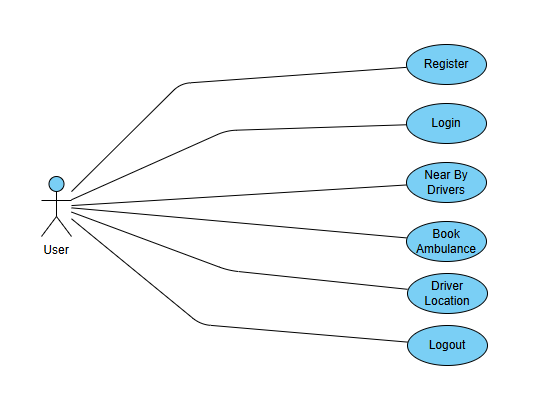 Register
Login
Near By
Drivers
User
Book
Ambulance
Driver
Location
Logout